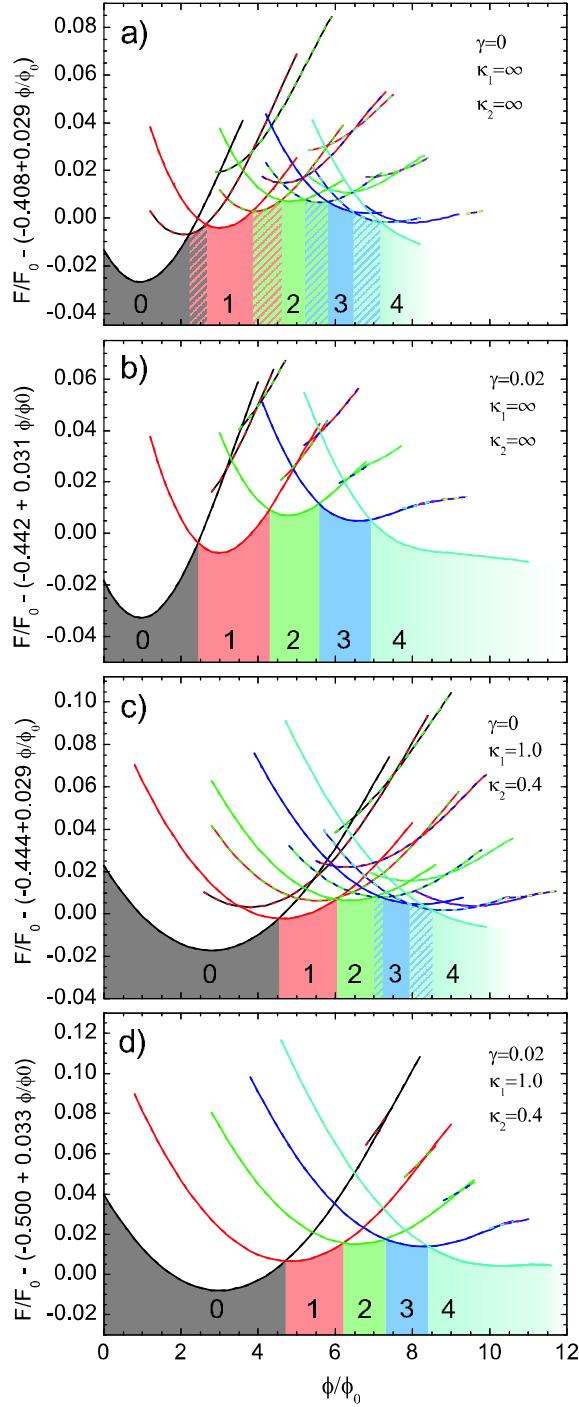 a)
γ=0
κ₁=∞
κ₂=∞
F/F₀ - (-0.408+0.029 ϕ/ϕ₀)
0.08
0.06
0.04
0.02
0.00
-0.02
-0.04
0 1 2 3 4
b)
γ=0.02
κ₁=∞
κ₂=∞
F/F₀ - (-0.442 + 0.031 ϕ/ϕ0)
0.06
0.04
0.02
0.00
-0.02
-0.04
0 1 2 3 4
c)
γ=0
κ₁=1.0
κ₂=0.4
F/F₀ - (-0.444+0.029 ϕ/ϕ₀)
0.10
0.08
0.06
0.04
0.02
0.00
-0.02
-0.04
0 1 2 3 4
d)
γ=0.02
κ₁=1.0
κ₂=0.4
F/F₀ - (-0.500 + 0.033 ϕ/ϕ0)
0.12
0.10
0.08
0.06
0.04
0.02
0.00
-0.02
0 1 2 3 4
0 2 4 6 8 10 12
ϕ/ϕ₀